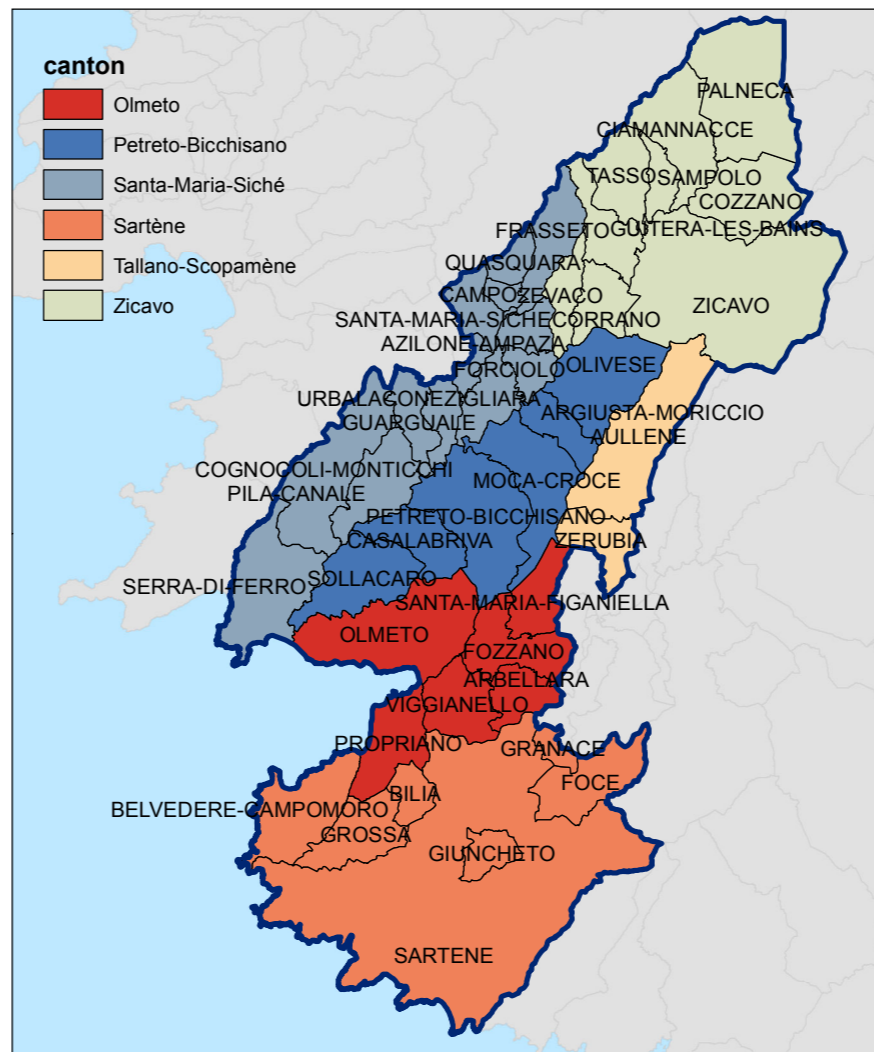 canton
Olmeto
Petreto-Bicchisano
Santa-Maria-Siché
Sartène
Tallano-Scopamène
Zicavo
PALNECA
CIAMANNACCE
TASSO
SAMPOLO
COZZANO
FRASSETO
GUITERA-LES-BAINS
QUASQUARA
CAMPO
ZEVACO
ZICAVO
SANTA-MARIA-SICHE
CORRANO
AZILONE-AMPAZA
FORCIOLO
OLIVESE
URBALACONE
ZIGLIARA
ARGIUSTA-MORICCIO
GUARGUALE
AULLENE
COGNOCOLI-MONTICCHI
MOCA-CROCE
PILA-CANALE
PETRETO-BICCHISANO
CASALABRIVA
ZERUBIA
SERRA-DI-FERRO
SOLLACARO
SANTA-MARIA-FIGANIELLA
OLMETO
FOZZANO
ARBELLARA
VIGGIANELLO
PROPRIANO
GRANACE
FOCE
BILIA
BELVEDERE-CAMPOMORO
GROSSA
GIUNCHETO
SARTENE